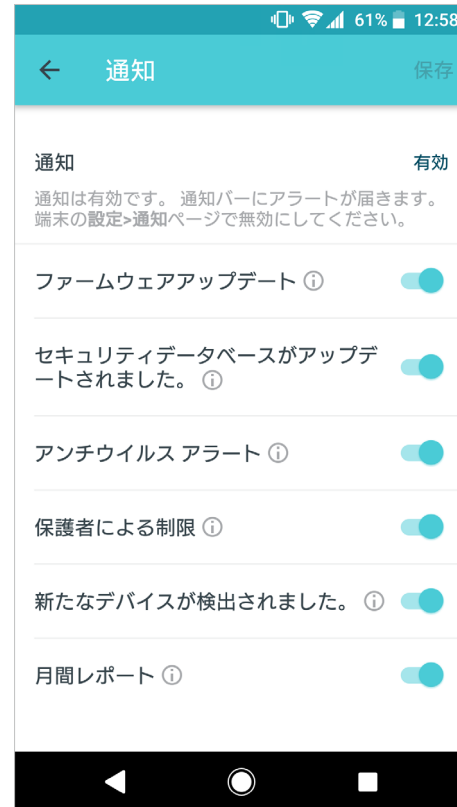 61% 12:58
通知 保存
通知 有効
通知は有効です。 通知バーにアラートが届きます。
端末の設定>通知ページで無効にしてください。
ファームウェアアップデート
セキュリティデータベースがアップデ
ートされました。
アンチウイルス アラート
保護者による制限
新たなデバイスが検出されました。
月間レポート